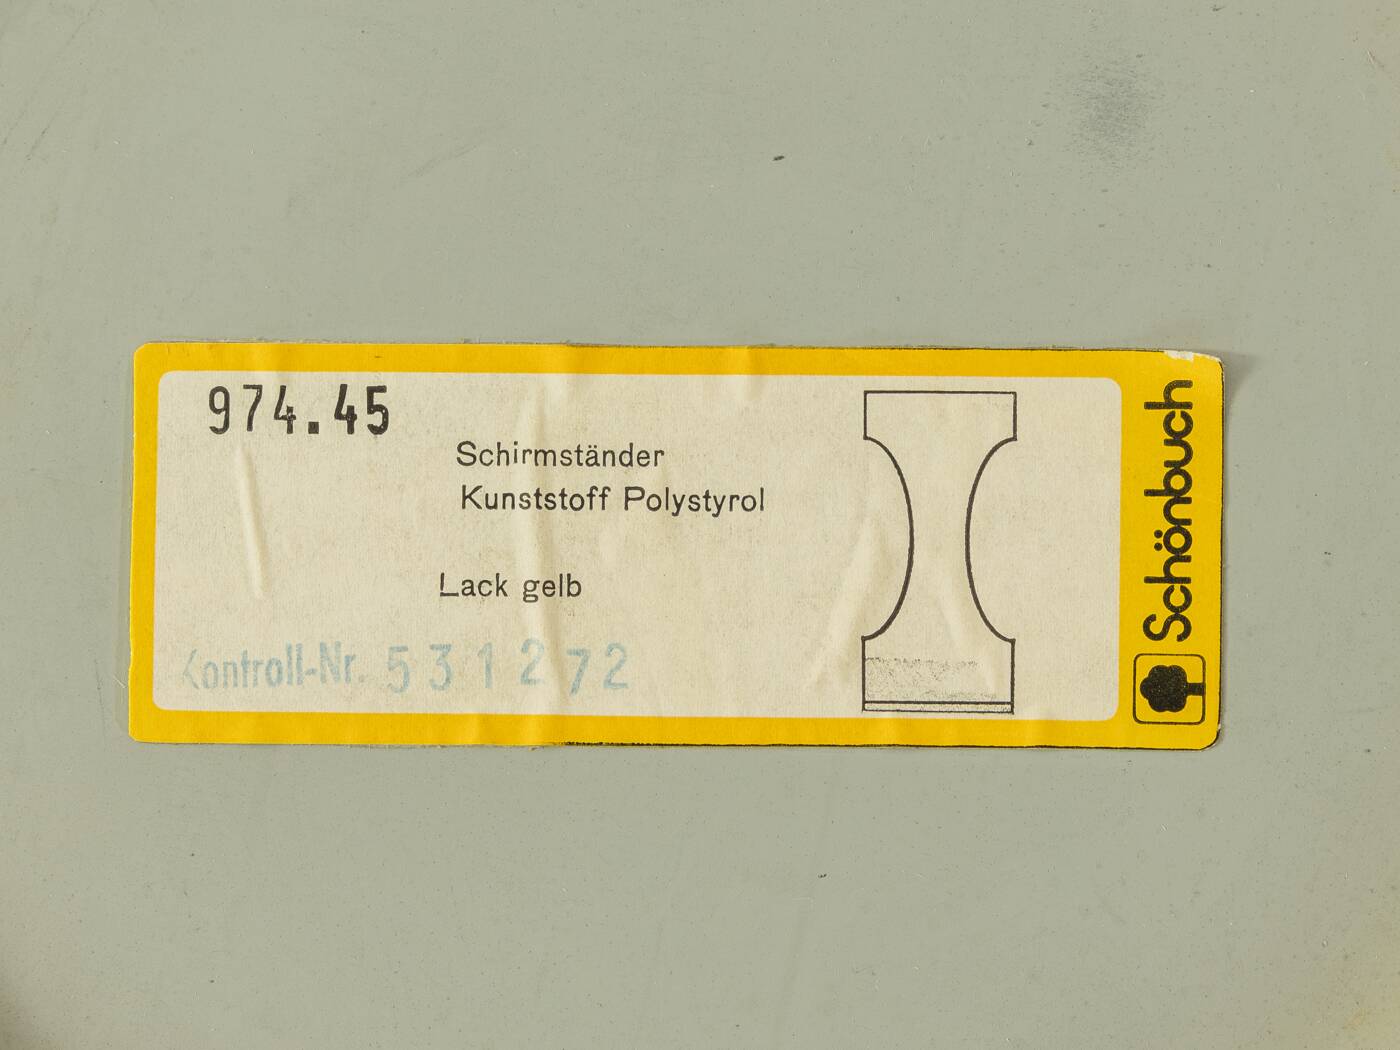 974.45
Schirmständer
Kunststoff Polystyrol
Lack gelb
Kontroll-Nr. 531272
Schönbuch